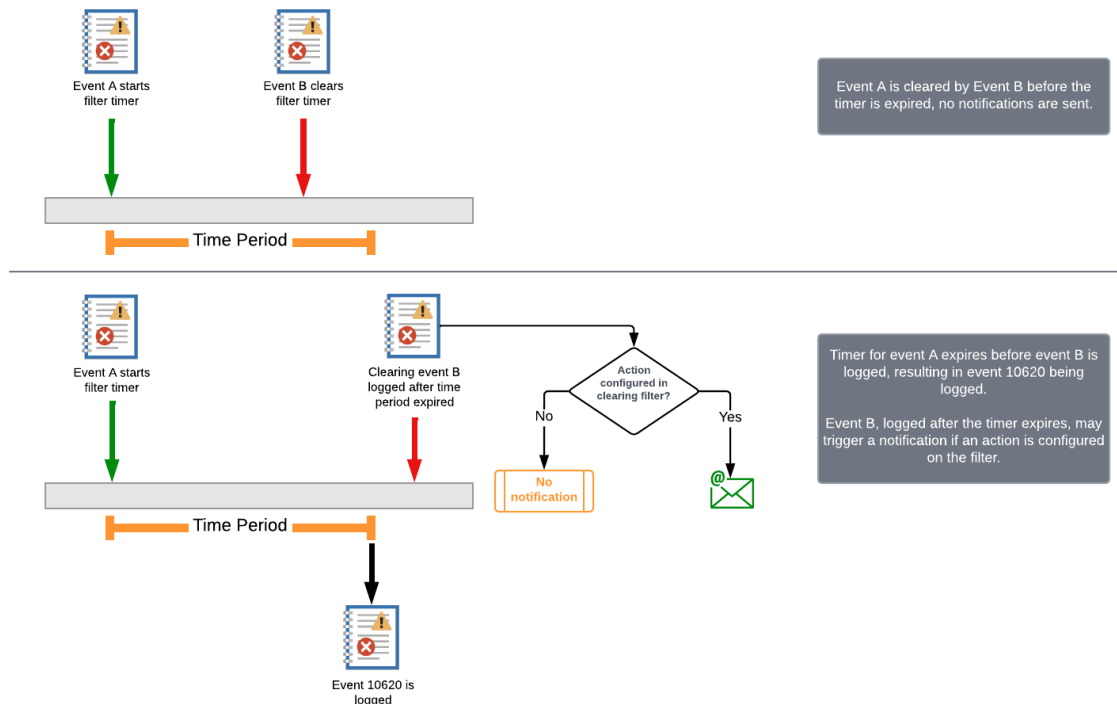 Event A starts
filter timer
Event B clears
filter timer
Event A is cleared by Event B before the
timer is expired, no notifications are sent.
Time Period
Event A starts
filter timer
Clearing event B
logged after time
period expired
Action
configured in
clearing filter?
No
Yes
No
notification
@
Timer for event A expires before event B is
logged, resulting in event 10620 being
logged.
Event B, logged after the timer expires, may
trigger a notification if an action is configured
on the filter.
Time Period
Event 10620 is
logged